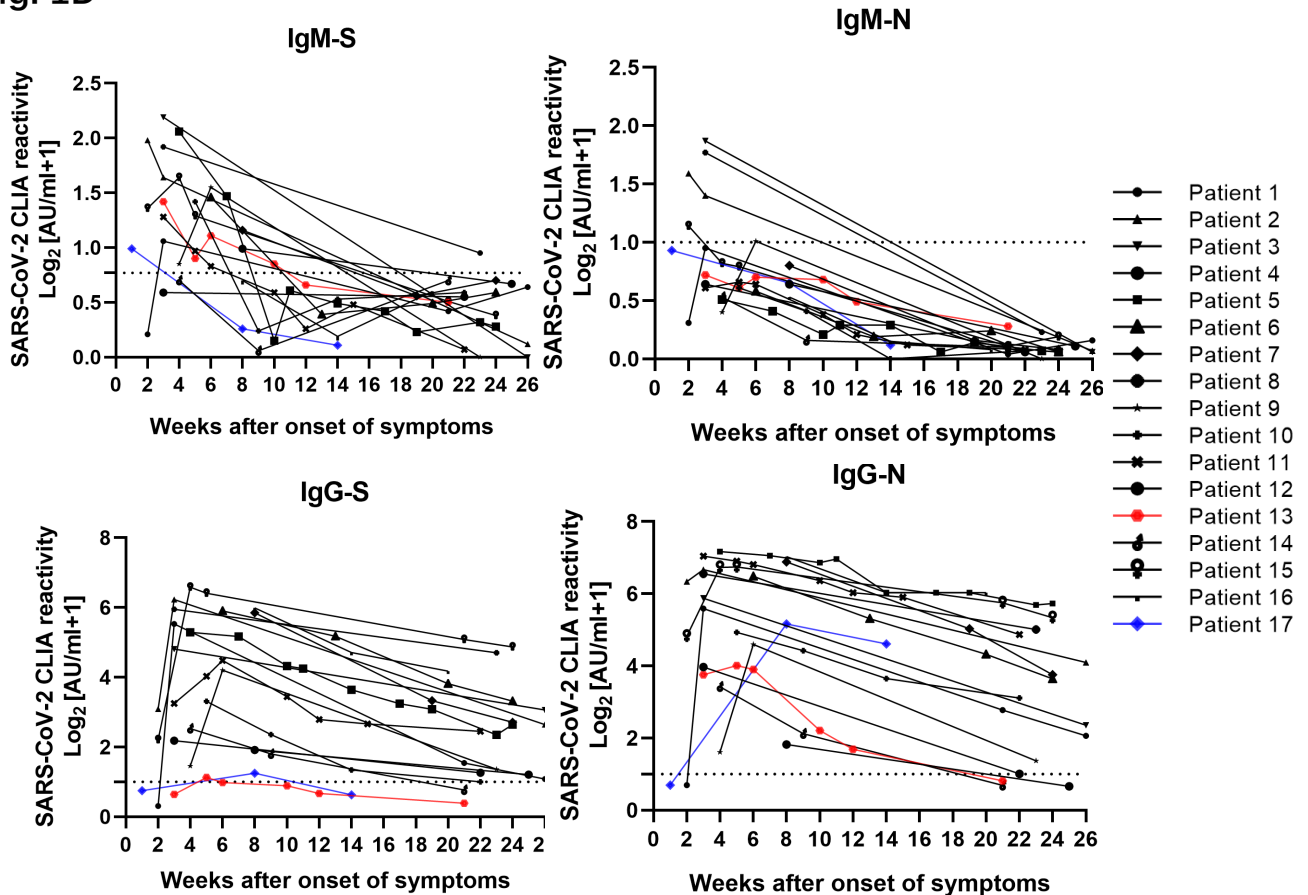 IgM-S
SARS-CoV-2 CLIA reactivity
Log2 [AU/ml+1]
2.5
2.0
1.5
1.0
0.5
0.0
0 2 4 6 8 10 12 14 16 18 20 22 24 26
Weeks after onset of symptoms
IgM-N
SARS-CoV-2 CLIA reactivity
Log2 [AU/ml+1]
2.5
2.0
1.5
1.0
0.5
0.0
0 2 4 6 8 10 12 14 16 18 20 22 24 26
Weeks after onset of symptoms
IgG-S
SARS-CoV-2 CLIA reactivity
Log2 [AU/ml+1]
8
6
4
2
0
0 2 4 6 8 10 12 14 16 18 20 22 24 2
Weeks after onset of symptoms
IgG-N
SARS-CoV-2 CLIA reactivity
Log2 [AU/ml+1]
8
6
4
2
0
0 2 4 6 8 10 12 14 16 18 20 22 24 26
Weeks after onset of symptoms
Patient 1
Patient 2
Patient 3
Patient 4
Patient 5
Patient 6
Patient 7
Patient 8
Patient 9
Patient 10
Patient 11
Patient 12
Patient 13
Patient 14
Patient 15
Patient 16
Patient 17